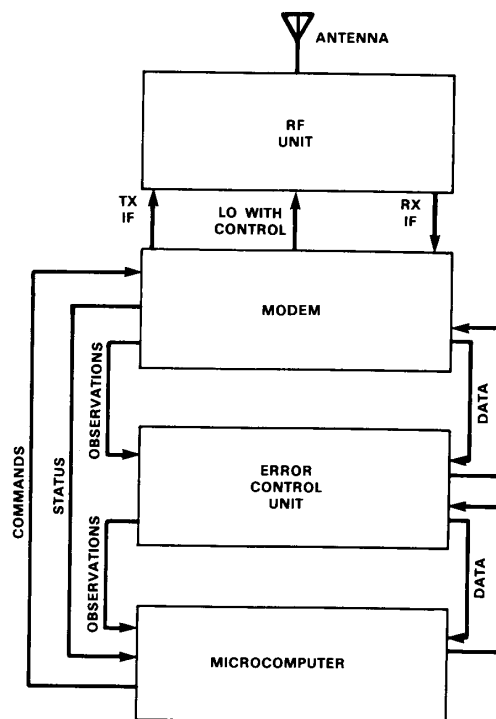 ANTENNA
RF
UNIT
TX
IF
LO WITH
CONTROL
RX
IF
MODEM
OBSERVATIONS
DATA
COMMANDS
STATUS
ERROR
CONTROL
UNIT
OBSERVATIONS
DATA
MICROCOMPUTER